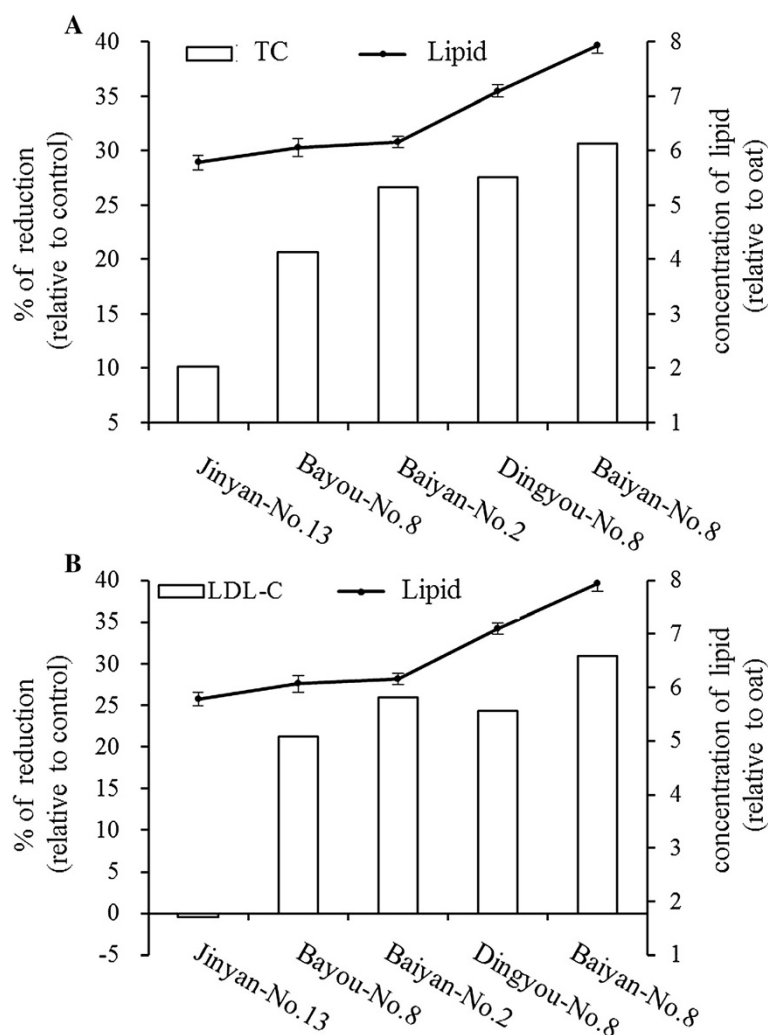 A
TC
Lipid
40
35
30
25
20
15
10
5
% of reduction
(relative to control)
8
7
6
5
4
3
2
1
concentration of lipid
(relative to oat)
Jinyan-No.13
Bayou-No.8
Baiyan-No.2
Dingyou-No.8
Baiyan-No.8
B
LDL-C
Lipid
40
35
30
25
20
15
10
5
0
-5
% of reduction
(relative to control)
8
7
6
5
4
3
2
1
concentration of lipid
(relative to oat)
Jinyan-No.13
Bayou-No.8
Baiyan-No.2
Dingyou-No.8
Baiyan-No.8